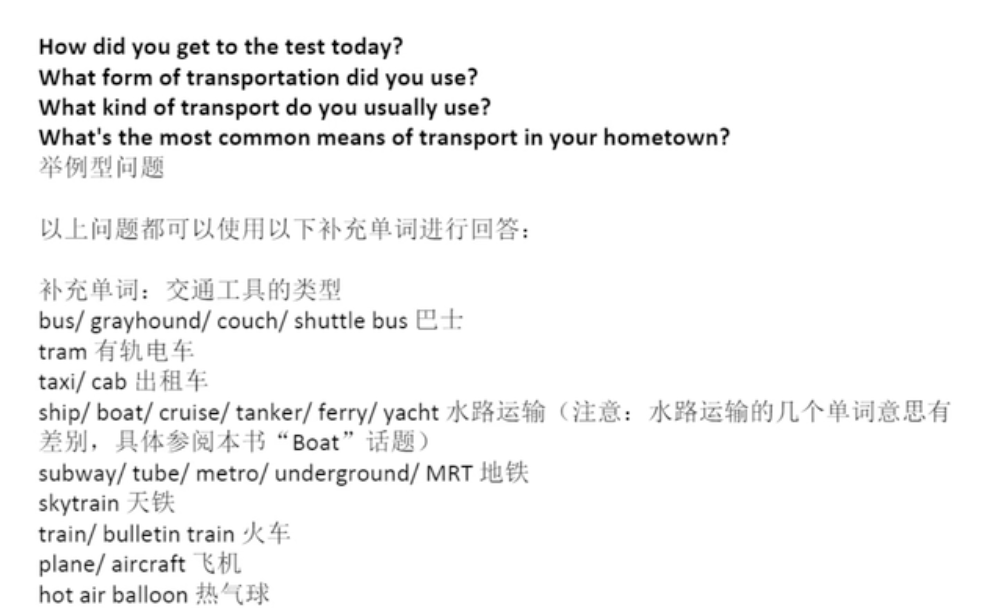 How did you get to the test today?
What form of transportation did you use?
What kind of transport do you usually use?
What's the most common means of transport in your hometown?
举例型问题
以上问题都可以使用以下补充单词进行回答：
补充单词：交通工具的类型
bus/ grayhound/ couch/ shuttle bus 巴士
tram 有轨电车
taxi/ cab 出租车
ship/ boat/ cruise/ tanker/ ferry/ yacht 水路运输（注意：水路运输的几个单词意思有
差别，具体参阅本书“Boat”话题）
subway/ tube/ metro/ underground/ MRT 地铁
skytrain 天铁
train/ bulletin train 火车
plane/ aircraft 飞机
hot air balloon 热气球